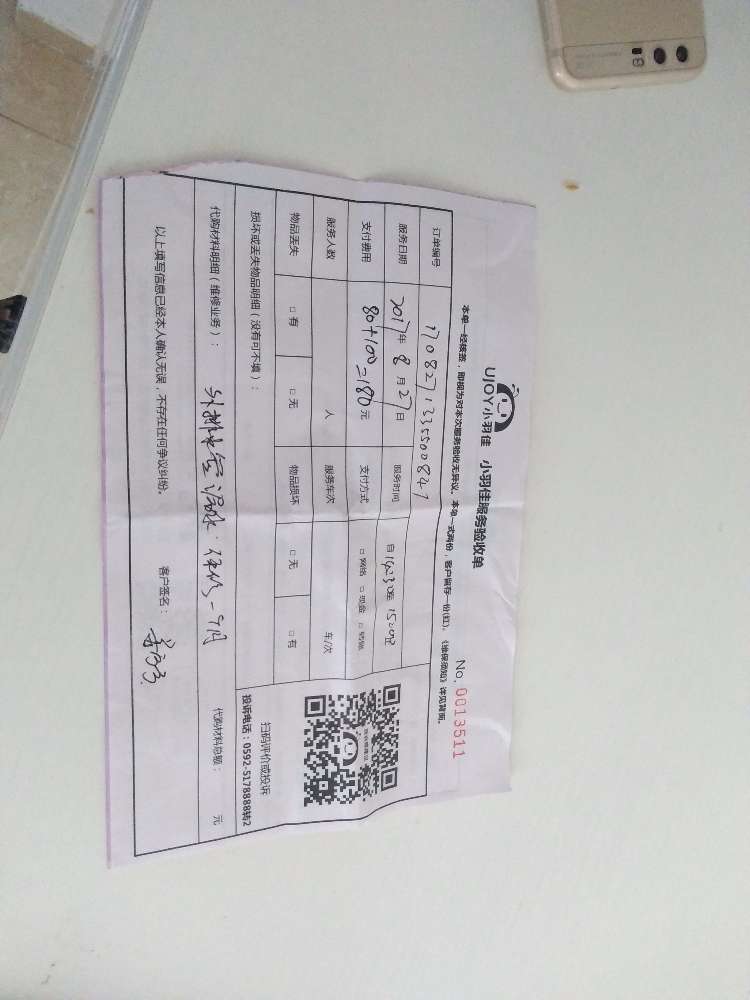 UJOY小羽佳 小羽佳服务验收单
No. 0013511
本单一经核签,即视为对本次服务验收无异议。本单一式两份,客户留存一份(红)。《维保须知》详见背面。
订单编号 170827133550084
服务日期 2017年 8月 27日 服务时间 自14:30至 15:00止
支付费用 80+100=180元 支付方式 □网络 □现金 □转账
服务人数 人 服务车次 车/次
物品丢失 □有 □无 物品损坏 □无 □有
扫码评价或投诉
投诉电话:0592-5178888转2
损坏或丢失物品明细(没有可不填):
代购材料明细(维修业务): 代购材料总额: 元
以上填写信息已经本人确认无误,不存在任何争议纠纷。 客户签名: